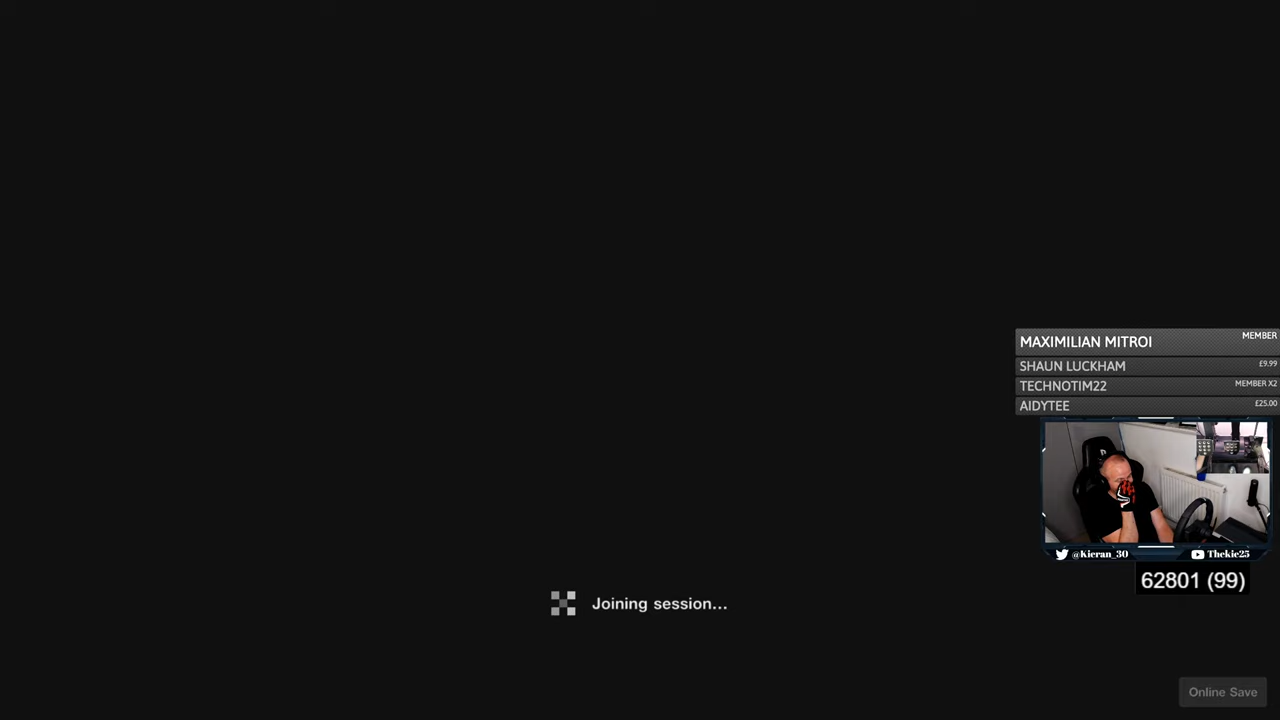 MAXIMILIAN MITROI MEMBER
SHAUN LUCKHAM £9.99
TECHNOTIM22 MEMBER X2
AIDYTEE £25.00
@Kieran_30 Thekie25
62801 (99)
Joining session...
Online Save